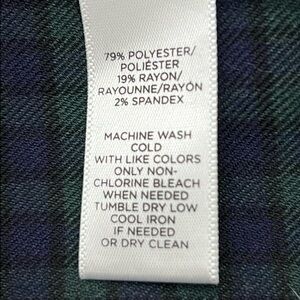 79% POLYESTER/
POLIÉSTER
19% RAYON/
RAYOUNNE/RAYÓN
2% SPANDEX
MACHINE WASH
COLD
WITH LIKE COLORS
ONLY NON-
CHLORINE BLEACH
WHEN NEEDED
TUMBLE DRY LOW
COOL IRON
IF NEEDED
OR DRY CLEAN